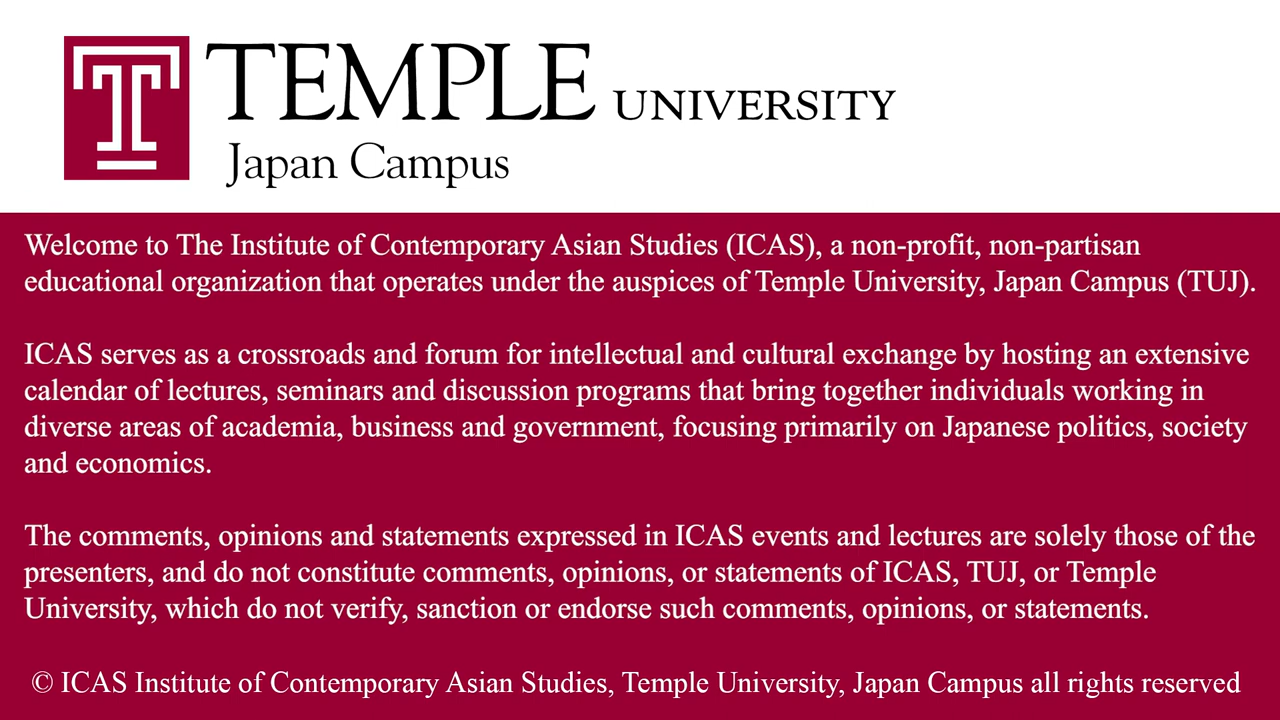 TEMPLE UNIVERSITY
Japan Campus
Welcome to The Institute of Contemporary Asian Studies (ICAS), a non-profit, non-partisan
educational organization that operates under the auspices of Temple University, Japan Campus (TUJ).
ICAS serves as a crossroads and forum for intellectual and cultural exchange by hosting an extensive
calendar of lectures, seminars and discussion programs that bring together individuals working in
diverse areas of academia, business and government, focusing primarily on Japanese politics, society
and economics.
The comments, opinions and statements expressed in ICAS events and lectures are solely those of the
presenters, and do not constitute comments, opinions, or statements of ICAS, TUJ, or Temple
University, which do not verify, sanction or endorse such comments, opinions, or statements.
© ICAS Institute of Contemporary Asian Studies, Temple University, Japan Campus all rights reserved